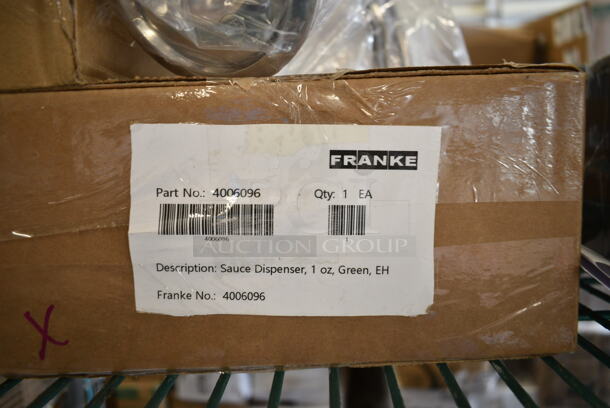 FRANKE
Part No.: 4006096 Qty: 1 EA
4006096
AUCTION GROUP
Description: Sauce Dispenser, 1 oz, Green, EH
Franke No.: 4006096
X